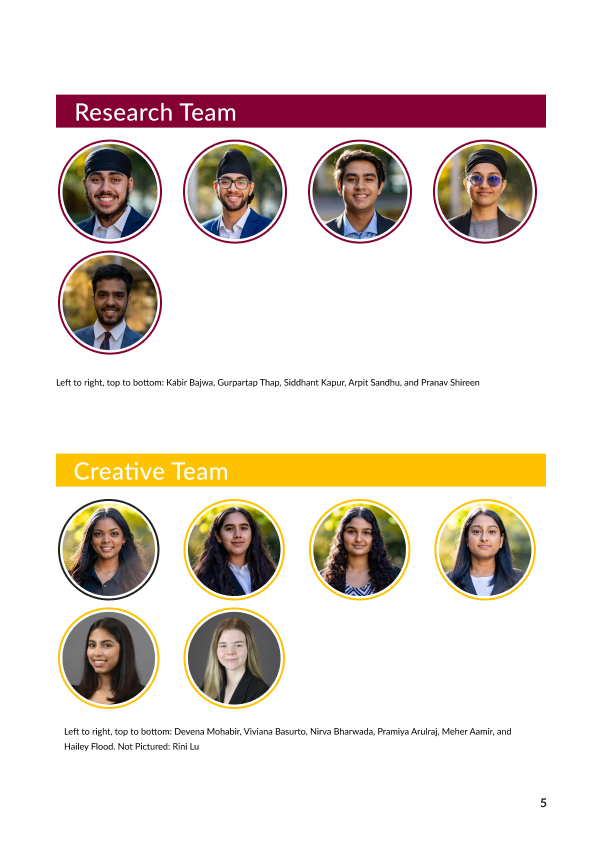 Research Team
Left to right, top to bottom: Kabir Bajwa, Gurpartap Thap, Siddhant Kapur, Arpit Sandhu, and Pranav Shireen
Creative Team
Left to right, top to bottom: Devena Mohabir, Viviana Basurto, Nirva Bharwada, Pramiya Arulraj, Meher Aamir, and
Hailey Flood. Not Pictured: Rini Lu
5